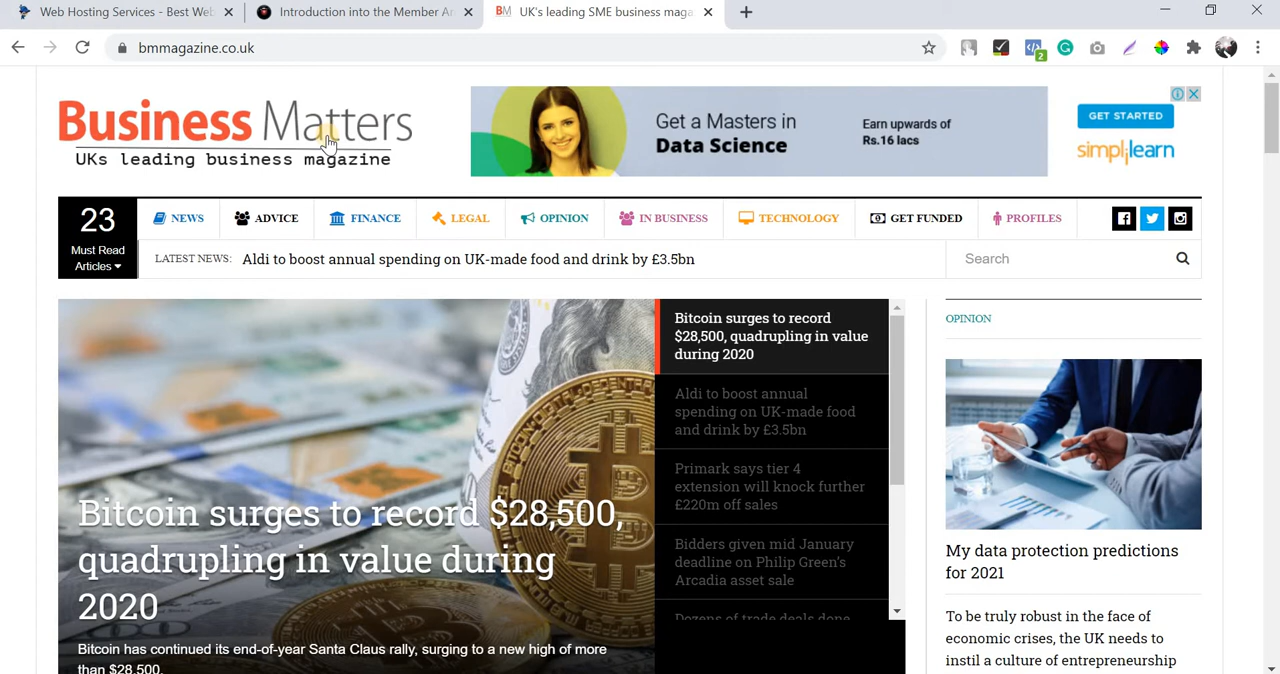 Web Hosting Services - Best Web
Introduction into the Member Ar
BM UK's leading SME business maga
bmmagazine.co.uk
2
Business Matters
UKs leading business magazine
Get a Masters in
Data Science
Earn upwards of
Rs.16 lacs
GET STARTED
simplilearn
23
Must Read
Articles
NEWS ADVICE FINANCE LEGAL OPINION IN BUSINESS TECHNOLOGY GET FUNDED PROFILES
LATEST NEWS: Aldi to boost annual spending on UK-made food and drink by £3.5bn
Search
Bitcoin surges to record $28,500,
quadrupling in value during
2020
Bitcoin has continued its end-of-year Santa Claus rally, surging to a new high of more
than $28,500.
Bitcoin surges to record
$28,500, quadrupling in value
during 2020
Aldi to boost annual
spending on UK-made food
and drink by £3.5bn
Primark says tier 4
extension will knock further
£220m off sales
Bidders given mid January
deadline on Philip Green's
Arcadia asset sale
Dozens of trade deals done
OPINION
My data protection predictions
for 2021
To be truly robust in the face of
economic crises, the UK needs to
instil a culture of entrepreneurship